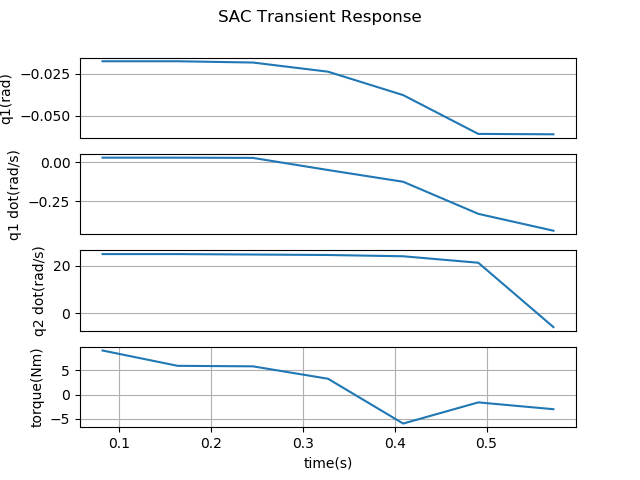 SAC Transient Response
q1(rad)
−0.025
−0.050
q1 dot(rad/s)
0.00
−0.25
q2 dot(rad/s)
20
0
torque(Nm)
5
0
−5
0.1 0.2 0.3 0.4 0.5
time(s)